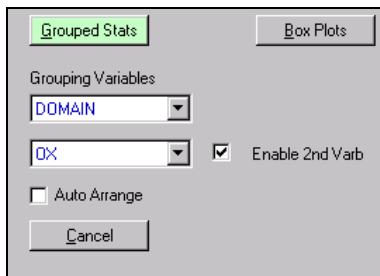 Grouped Stats Box Plots
Grouping Variables
DOMAIN
OX Enable 2nd Varb
Auto Arrange
Cancel